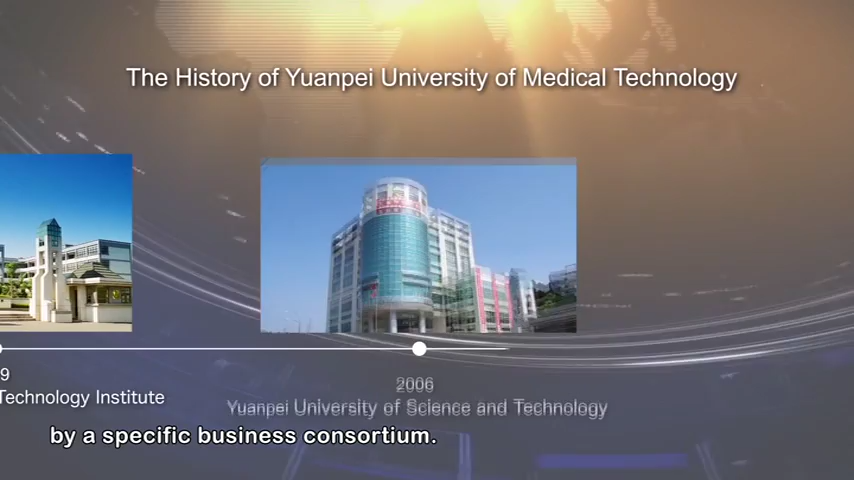 The History of Yuanpei University of Medical Technology
9
Technology Institute
2006
Yuanpei University of Science and Technology
by a specific business consortium.